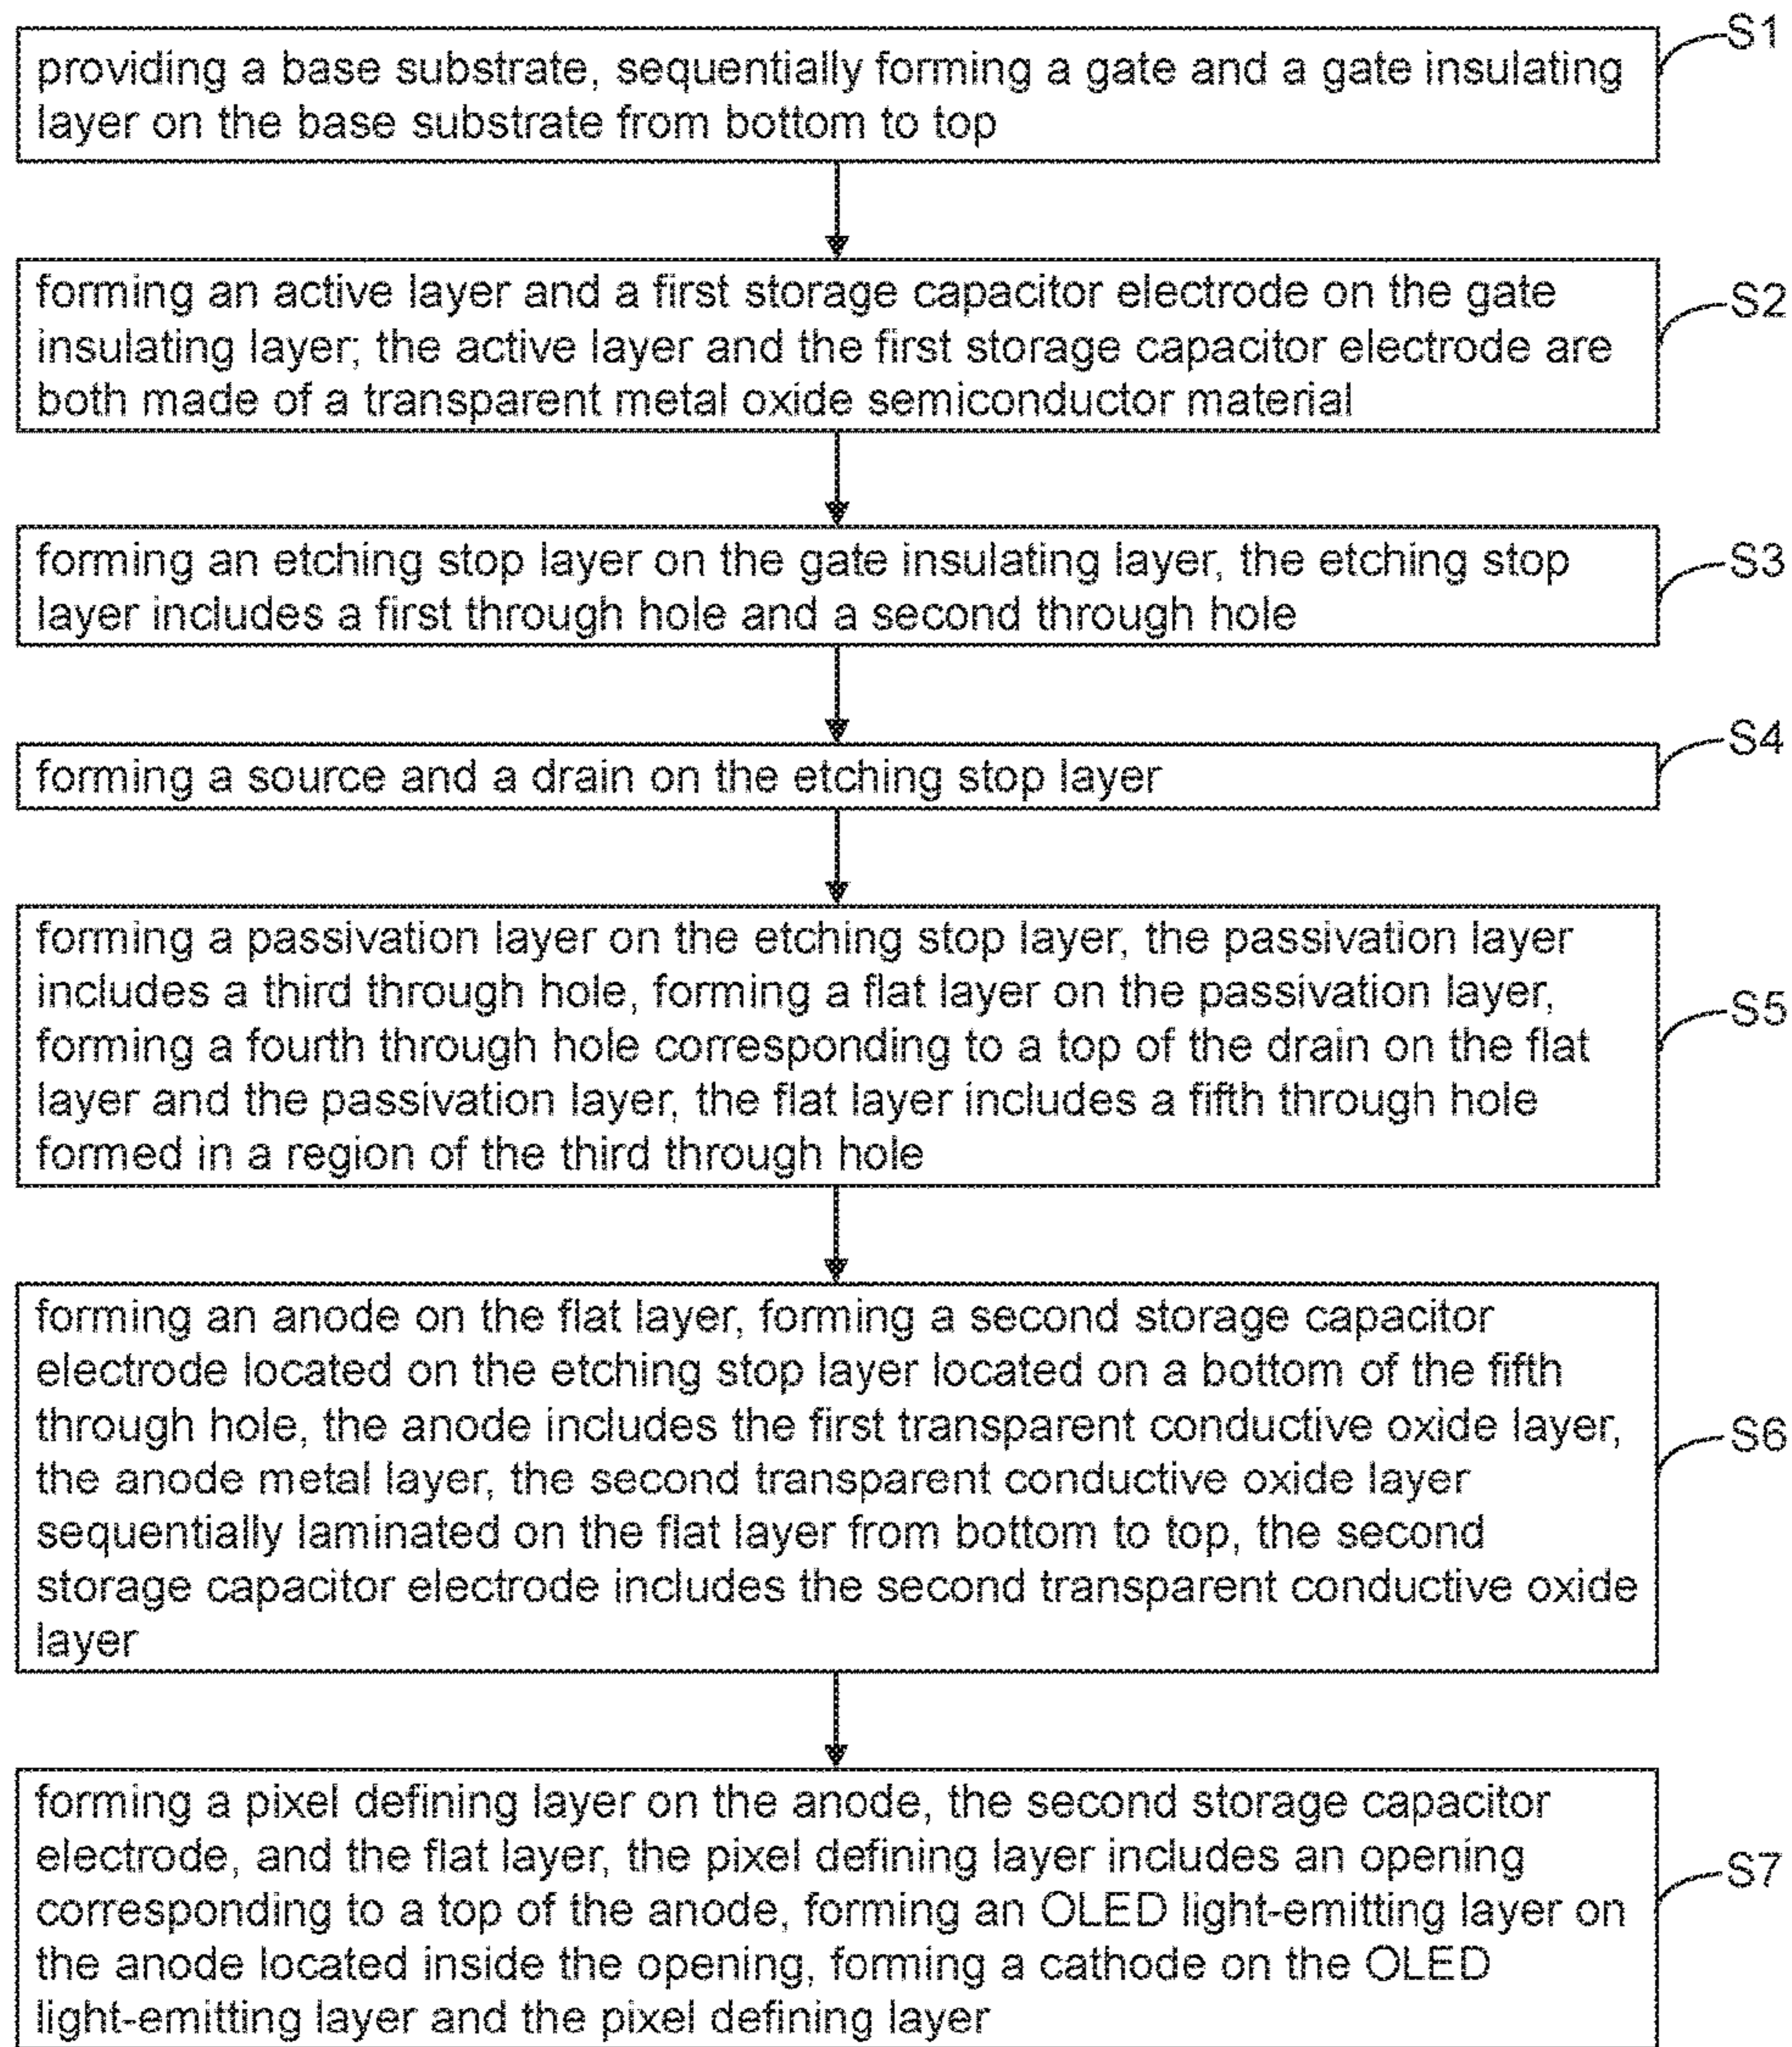 S1
providing a base substrate, sequentially forming a gate and a gate insulating
layer on the base substrate from bottom to top
forming an active layer and a first storage capacitor electrode on the gate
insulating layer; the active layer and the first storage capacitor electrode are
both made of a transparent metal oxide semiconductor material
S2
forming an etching stop layer on the gate insulating layer, the etching stop
layer includes a first through hole and a second through hole
S3
forming a source and a drain on the etching stop layer
S4
forming a passivation layer on the etching stop layer, the passivation layer
includes a third through hole, forming a flat layer on the passivation layer,
forming a fourth through hole corresponding to a top of the drain on the flat
layer and the passivation layer, the flat layer includes a fifth through hole
formed in a region of the third through hole
S5
forming an anode on the flat layer, forming a second storage capacitor
electrode located on the etching stop layer located on a bottom of the fifth
through hole, the anode includes the first transparent conductive oxide layer,
the anode metal layer, the second transparent conductive oxide layer
sequentially laminated on the flat layer from bottom to top, the second
storage capacitor electrode includes the second transparent conductive oxide
layer
S6
forming a pixel defining layer on the anode, the second storage capacitor
electrode, and the flat layer, the pixel defining layer includes an opening
corresponding to a top of the anode, forming an OLED light-emitting layer on
the anode located inside the opening, forming a cathode on the OLED
light-emitting layer and the pixel defining layer
S7